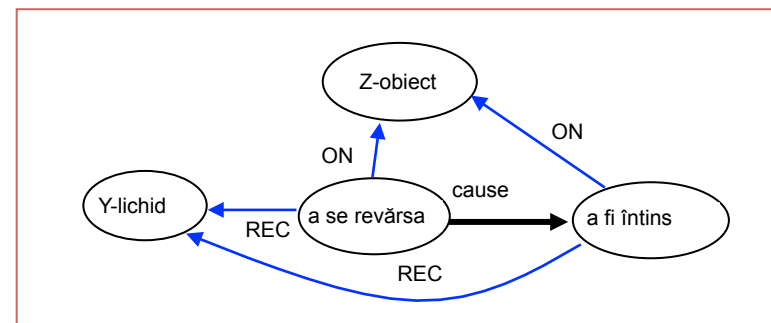 Z-obiect
ON
ON
cause
Y-lichid
a se revărsa
a fi întins
REC
REC